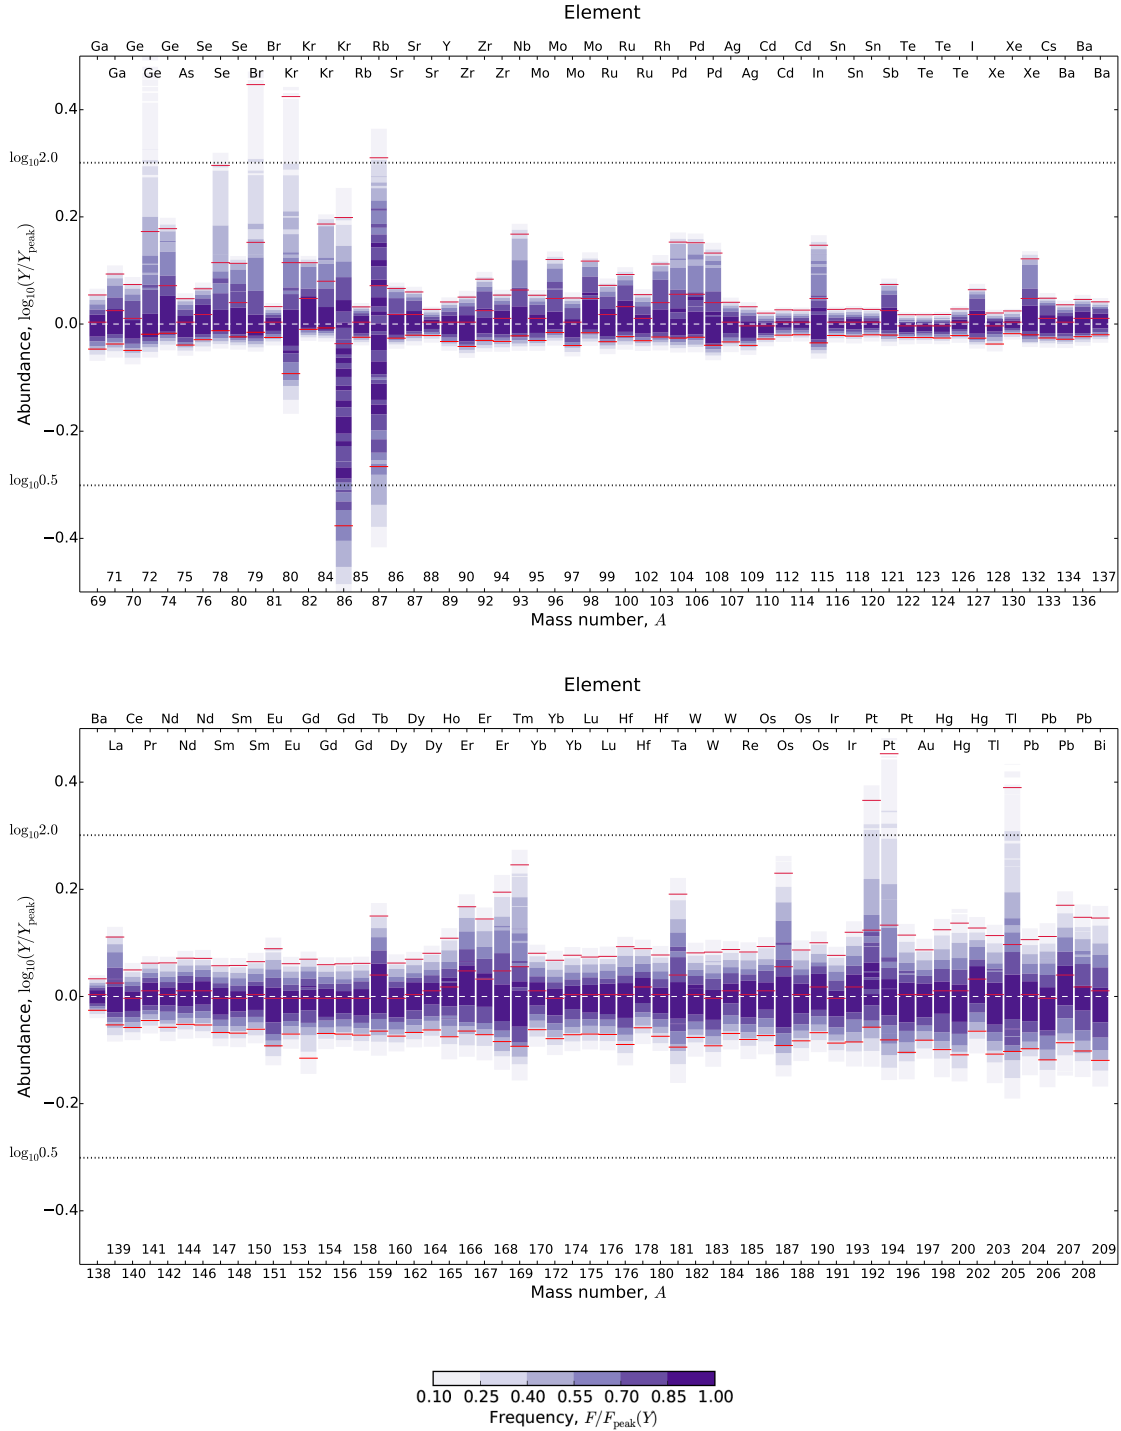 Element
Ga Ge Ge Se Se Br Kr Kr Rb Sr Y Zr Nb Mo Mo Ru Rh Pd Ag Cd Cd Sn Sn Te Te I Xe Cs Ba
Ga Ge As Se Br Kr Kr Rb Sr Sr Zr Zr Mo Mo Ru Ru Pd Pd Ag Cd In Sn Sb Te Te Xe Xe Ba Ba
0.4
log₁₀2.0
0.2
0.0
−0.2
log₁₀0.5
−0.4
Abundance, log₁₀(Y/Y_peak)
71 72 75 78 79 80 84 85 86 88 90 94 95 97 99 102 104 108 109 112 115 118 121 123 126 128 132 134 137
69 70 74 76 80 81 82 86 87 87 89 92 93 96 98 100 103 106 107 110 114 116 120 122 124 127 130 133 136
Mass number, A
Element
Ba Ce Nd Nd Sm Eu Gd Gd Tb Dy Ho Er Tm Yb Lu Hf Hf W W Os Os Ir Pt Pt Hg Hg Tl Pb Pb
La Pr Nd Sm Sm Eu Gd Gd Dy Dy Er Er Yb Yb Lu Hf Ta W Re Os Os Ir Pt Au Hg Tl Pb Pb Bi
0.4
log₁₀2.0
0.2
0.0
−0.2
log₁₀0.5
−0.4
Abundance, log₁₀(Y/Y_peak)
139 141 144 147 150 153 154 158 160 164 166 168 170 174 176 178 181 183 185 187 190 193 194 197 200 203 204 207 209
138 140 142 146 148 151 152 156 159 162 165 167 169 172 175 176 180 182 184 186 188 191 192 196 198 202 205 206 208
Mass number, A
0.10 0.25 0.40 0.55 0.70 0.85 1.00
Frequency, F/F_peak(Y)